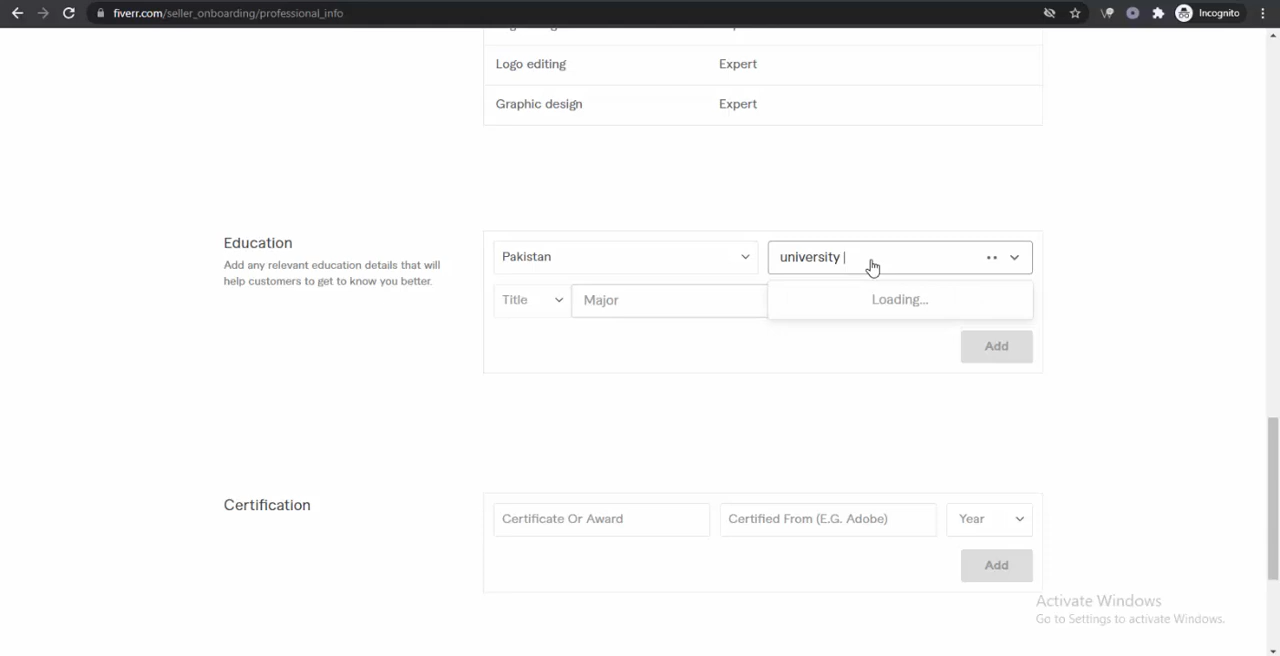 fiverr.com/seller_onboarding/professional_info
Incognito
Logo editing Expert
Graphic design Expert
Education
Add any relevant education details that will
help customers to get to know you better.
Pakistan
university
Title
Major
Loading...
Add
Certification
Certificate Or Award
Certified From (E.G. Adobe)
Year
Add
Activate Windows
Go to Settings to activate Windows.